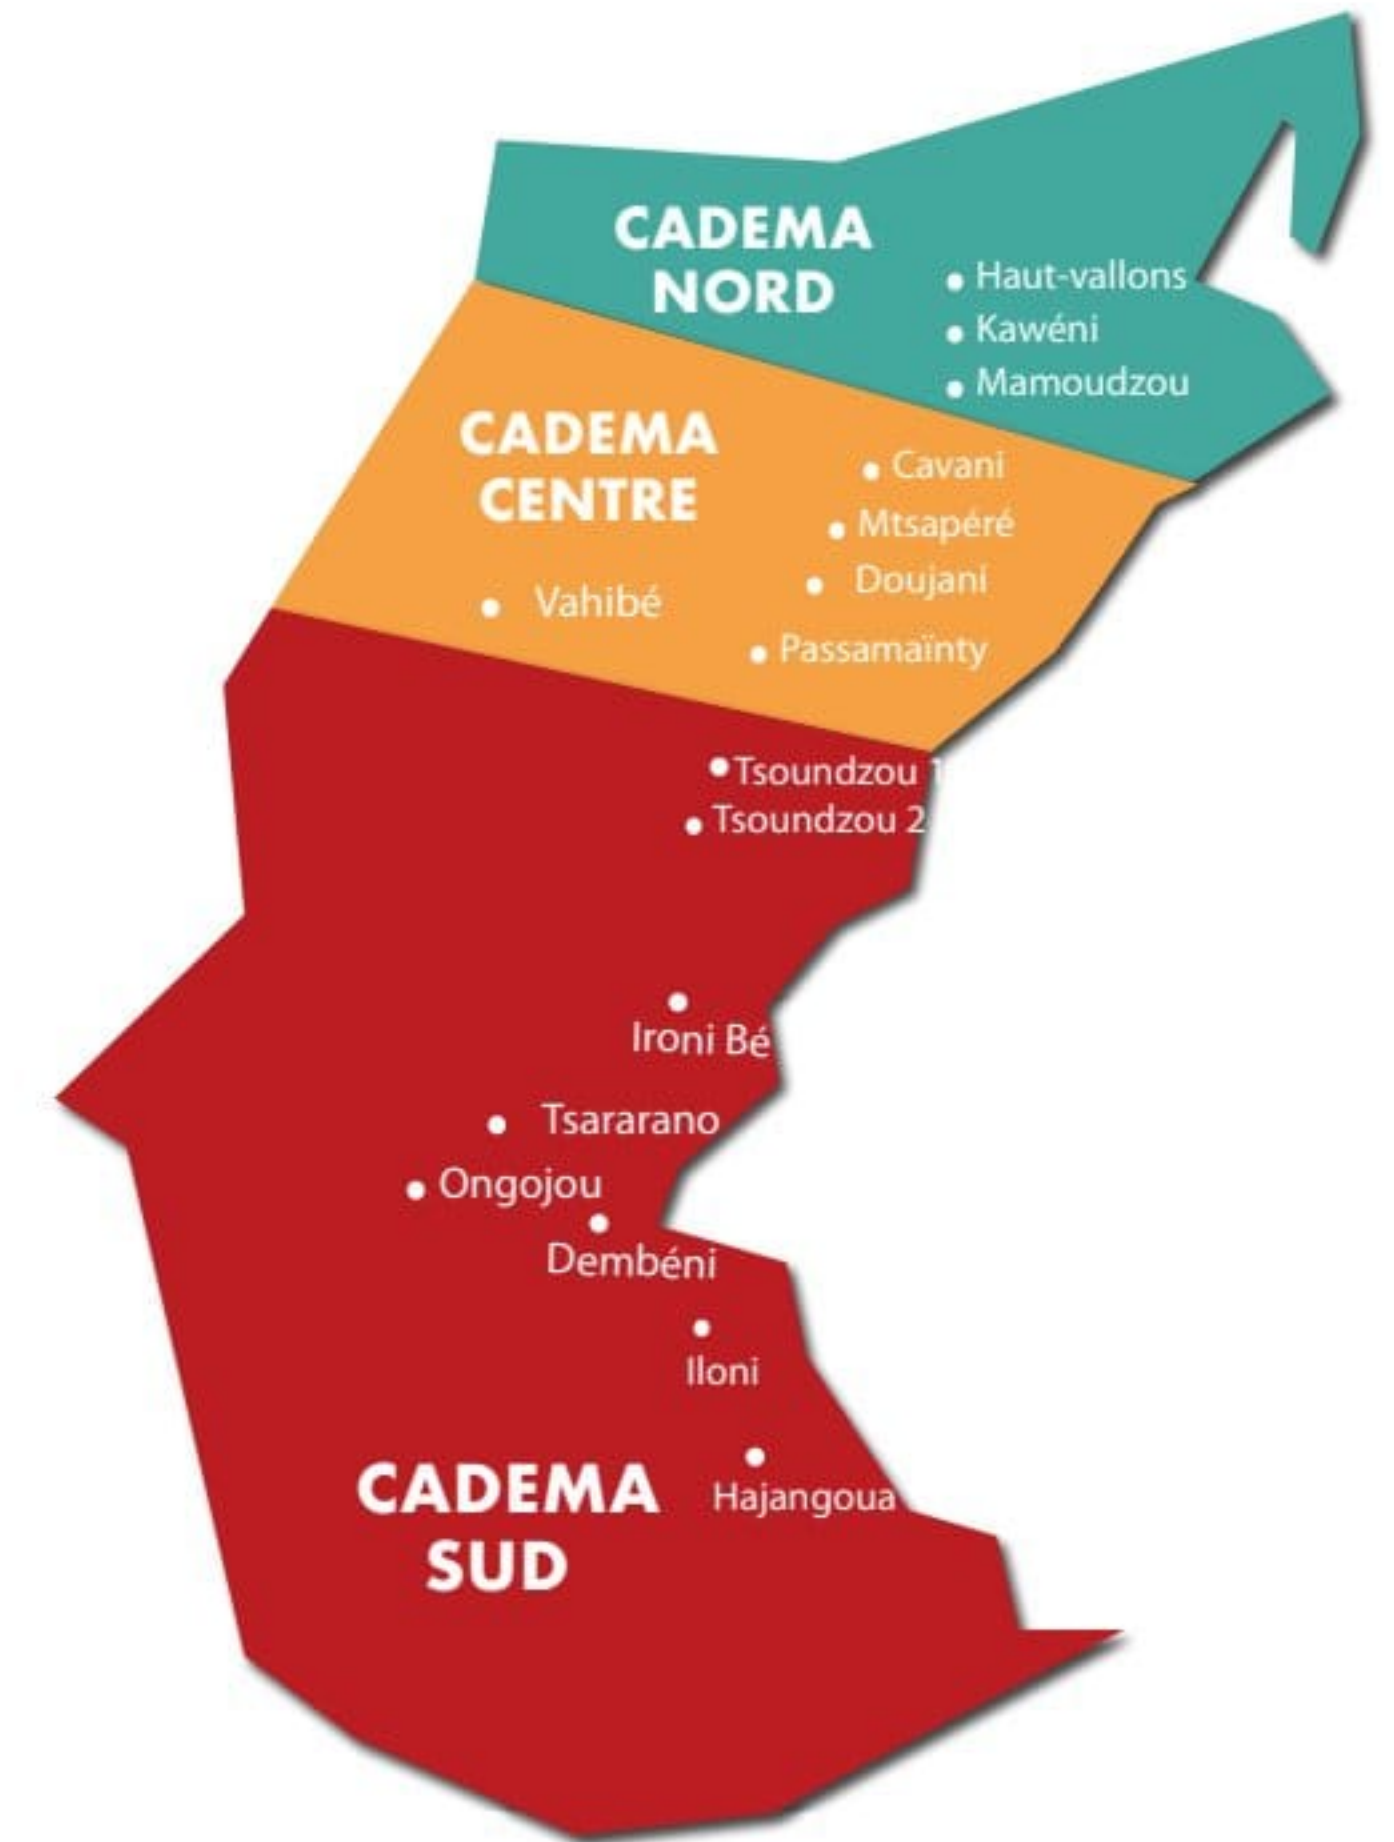 CADEMA
NORD
Haut-vallons
Kawéni
Mamoudzou
CADEMA
CENTRE
Cavani
Mtsapéré
Doujani
Vahibé
Passamaïnty
Tsoundzou 1
Tsoundzou 2
Ironi Bé
Tsararano
Ongojou
Dembéni
Iloni
Hajangoua
CADEMA
SUD